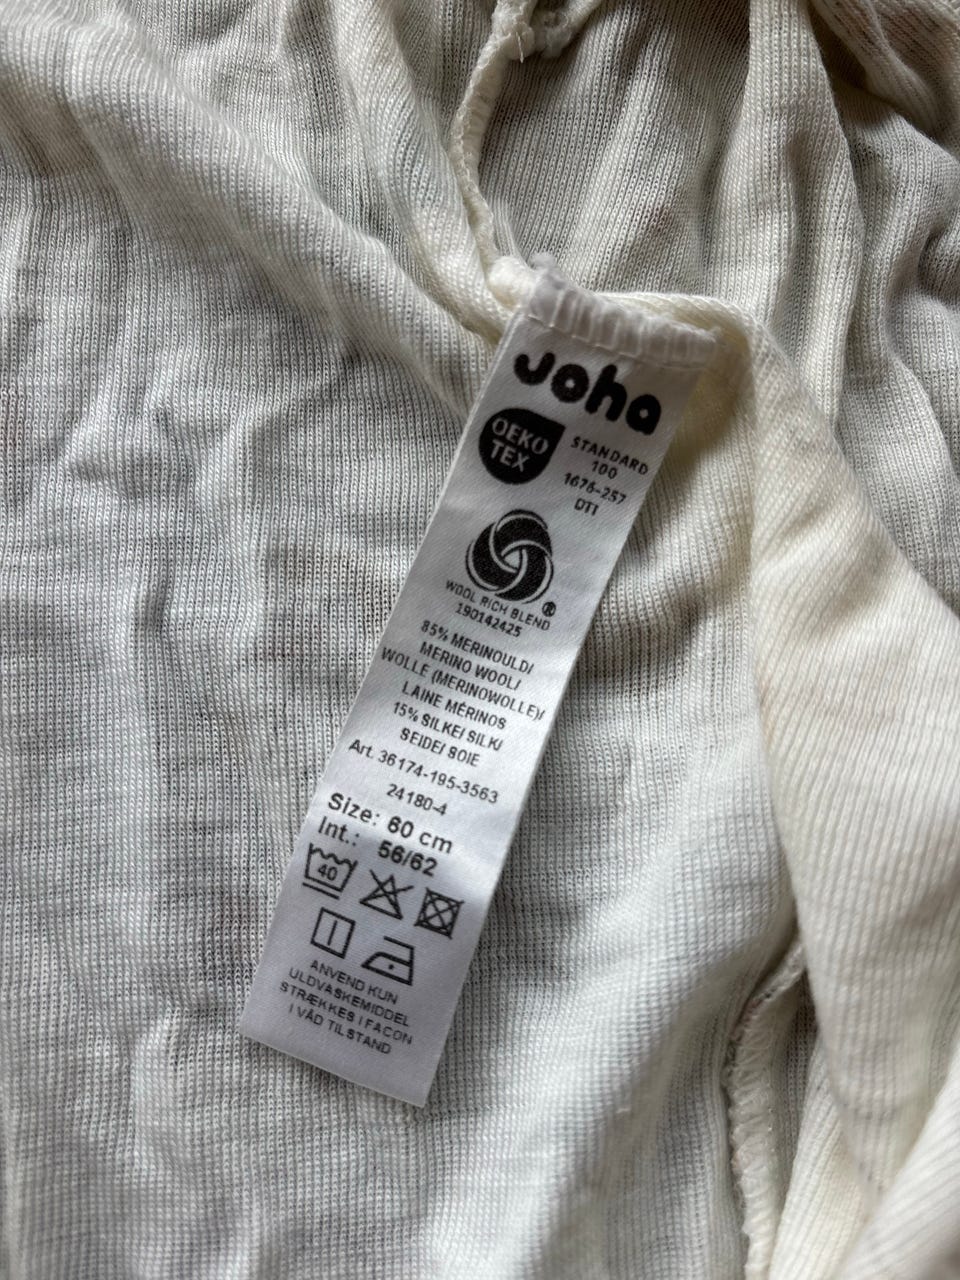 Joha
OEKO
TEX
STANDARD
100
1676-257
DTI
WOOL RICH BLEND ®
190142425
85% MERINOULD/
MERINO WOOL/
WOLLE (MERINOWOLLE)/
LAINE MÉRINOS
15% SILKE/ SILK/
SEIDE/ SOIE
Art. 36174-195-3563
24180-4
Size: 60 cm
Int.: 56/62
40
ANVEND KUN
ULDVASKEMIDDEL
STRÆKKES I FACON
I VÅD TILSTAND